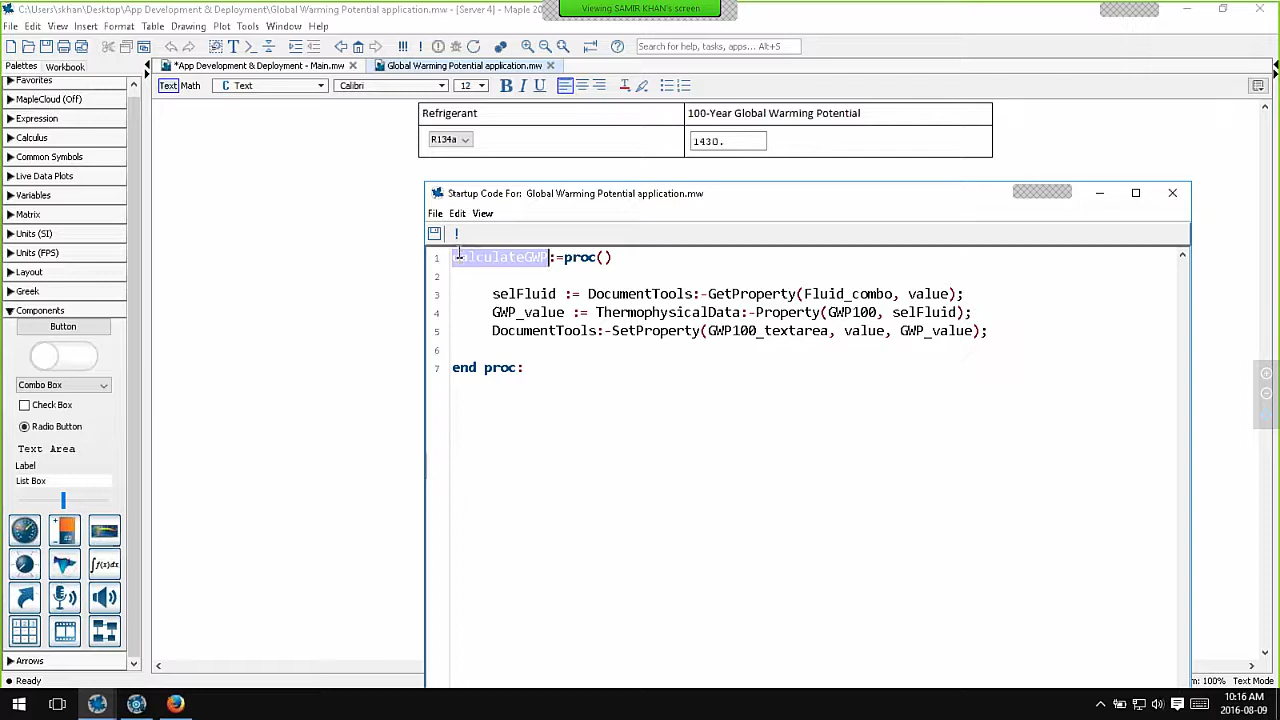 C:\Users\skhan\Desktop\App Development & Deployment\Global Warming Potential application.mw - [Server 4] - Maple 20
Viewing SAMIR KHAN's screen
File Edit View Insert Format Table Drawing Plot Tools Window Help
Search for help, tasks, apps... Alt+S
Palettes Workbook
*App Development & Deployment - Main.mw
Global Warming Potential application.mw
Text Math
C Text
Calibri
12
B I U
Favorites
MapleCloud (Off)
Expression
Calculus
Common Symbols
Live Data Plots
Variables
Matrix
Units (SI)
Units (FPS)
Layout
Greek
Components
Button
Combo Box
Check Box
Radio Button
Text Area
Label
List Box
f(x)dx
Arrows
Ready
Refrigerant
100-Year Global Warming Potential
R134a
1430.
Startup Code For: Global Warming Potential application.mw
File Edit View
!
1 calculateGWP:=proc()
2
3 selFluid := DocumentTools:-GetProperty(Fluid_combo, value);
4 GWP_value := ThermophysicalData:-Property(GWP100, selFluid);
5 DocumentTools:-SetProperty(GWP100_textarea, value, GWP_value);
6
7 end proc:
m: 100% Text Mode
10:16 AM
2016-08-09